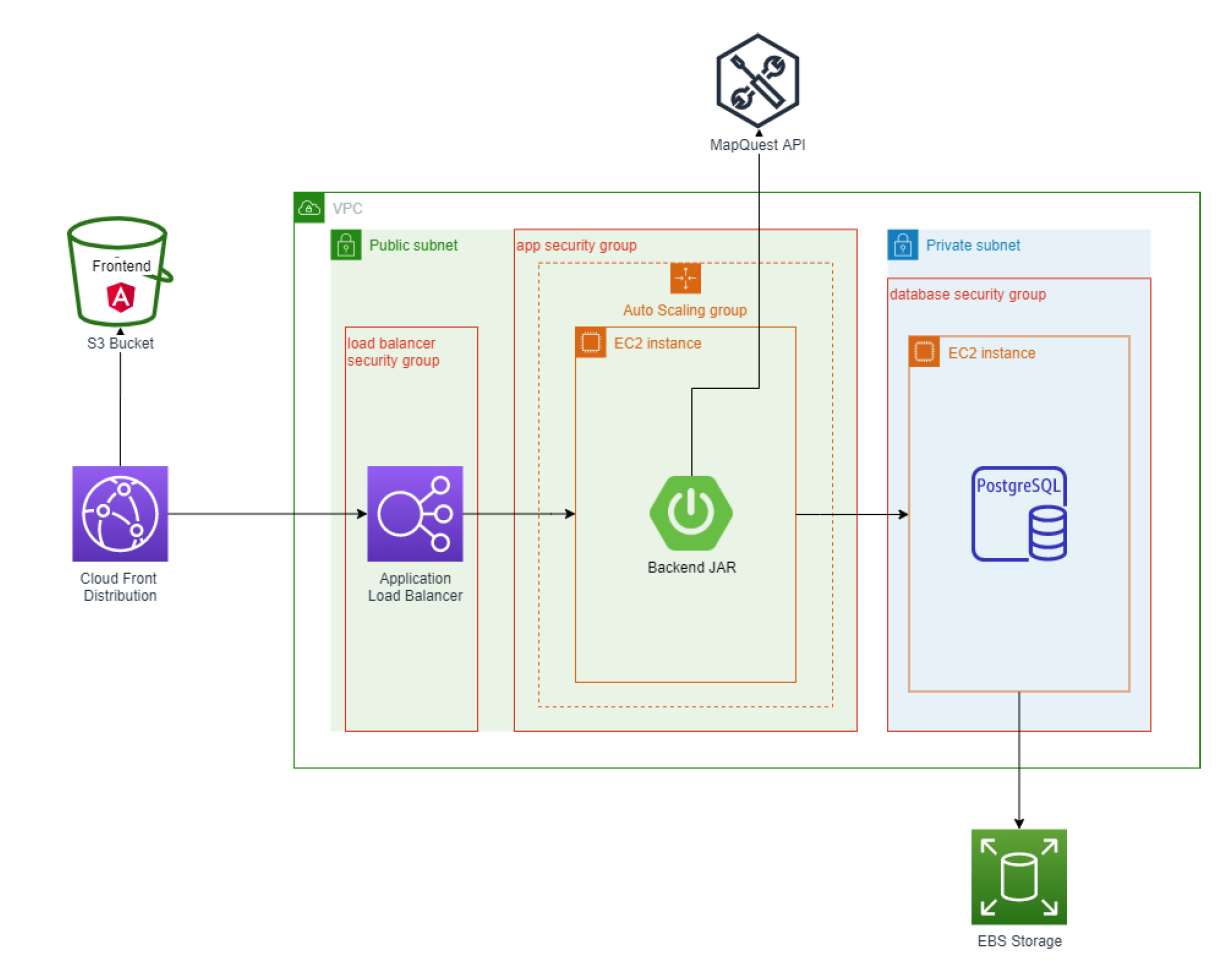 MapQuest API
VPC
Public subnet
app security group
Private subnet
Frontend
A
S3 Bucket
Auto Scaling group
database security group
load balancer
security group
EC2 instance
EC2 instance
PostgreSQL
Backend JAR
Cloud Front
Distribution
Application
Load Balancer
EBS Storage